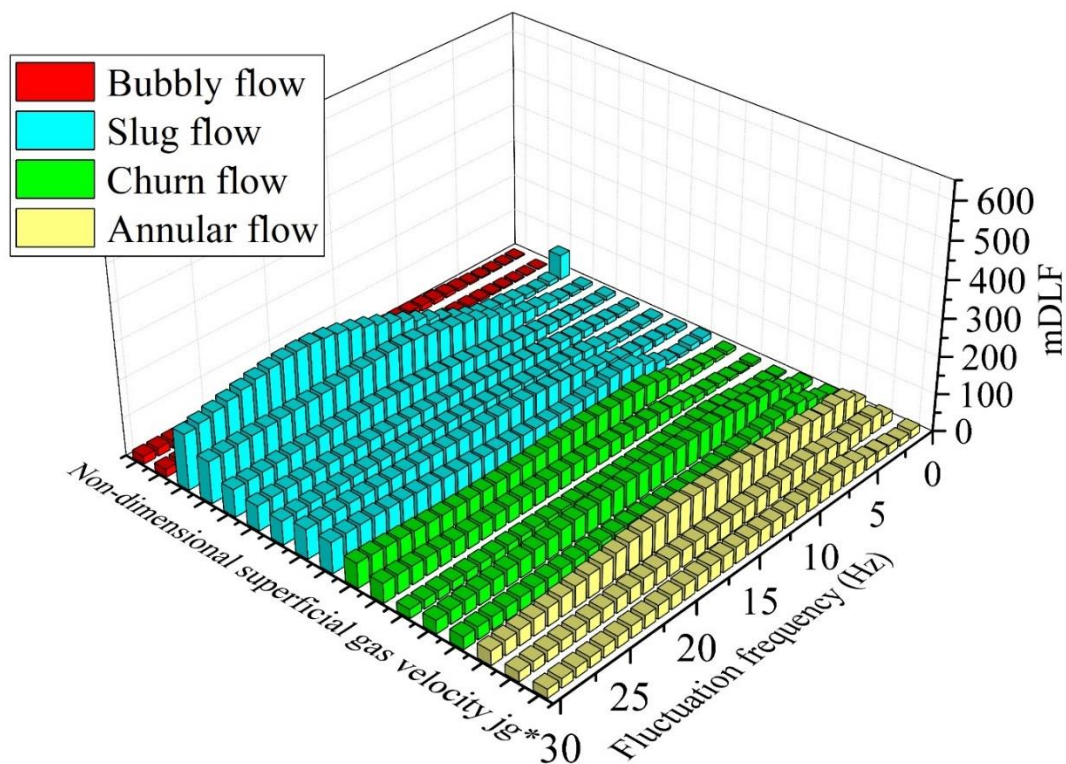 Bubbly flow
Slug flow
Churn flow
Annular flow
600
500
400
300
200
100
0
mDLF
0
5
10
15
20
25
30
Fluctuation frequency (Hz)
Non-dimensional superficial gas velocity jg*